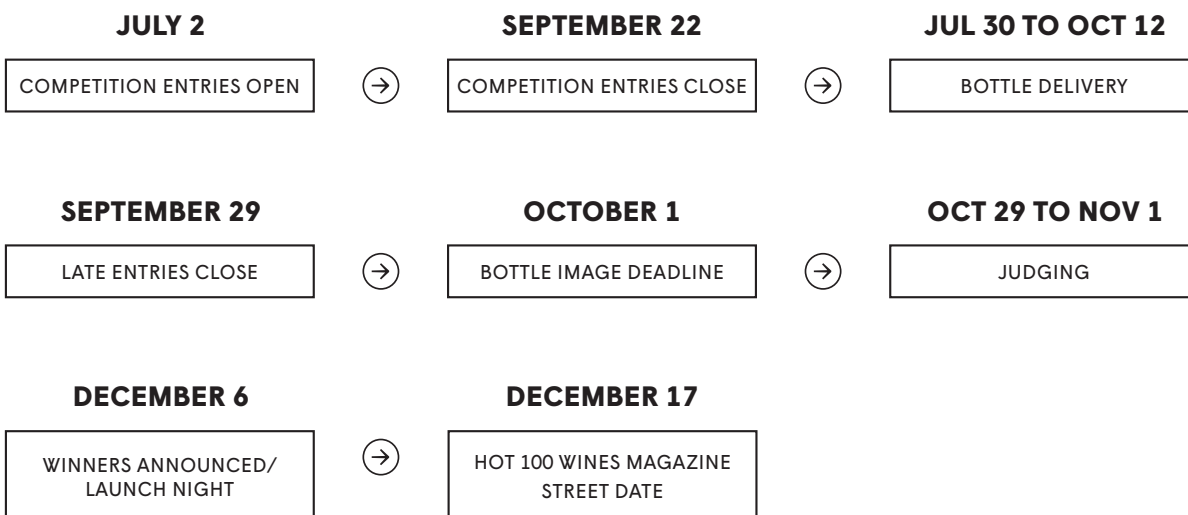 JULY 2
SEPTEMBER 22
JUL 30 TO OCT 12
COMPETITION ENTRIES OPEN
COMPETITION ENTRIES CLOSE
BOTTLE DELIVERY
SEPTEMBER 29
OCTOBER 1
OCT 29 TO NOV 1
LATE ENTRIES CLOSE
BOTTLE IMAGE DEADLINE
JUDGING
DECEMBER 6
DECEMBER 17
WINNERS ANNOUNCED/
LAUNCH NIGHT
HOT 100 WINES MAGAZINE
STREET DATE